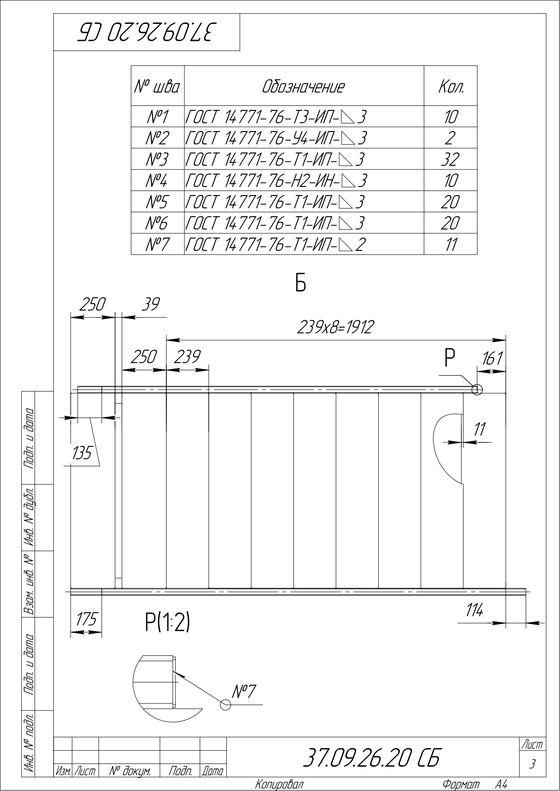 37.09.26.20 СБ
№ шва Обозначение Кол.
№1 ГОСТ 14771-76-Т3-ИП-◺ 3 10
№2 ГОСТ 14771-76-У4-ИП-◺ 3 2
№3 ГОСТ 14771-76-Т1-ИП-◺ 3 32
№4 ГОСТ 14771-76-Н2-ИН-◺ 3 10
№5 ГОСТ 14771-76-Т1-ИП-◺ 3 20
№6 ГОСТ 14771-76-Т1-ИП-◺ 3 20
№7 ГОСТ 14771-76-Т1-ИП-◺ 2 11
Б
250 39
239х8=1912
250 239
Р 161
11
135
175
114
Р(1:2)
№7
Подп. и дата
Инв. № дубл.
Взам. инв. №
Подп. и дата
Инв. № подл.
Изм. Лист № докум. Подп. Дата
37.09.26.20 СБ
Лист
3
Копировал Формат А4